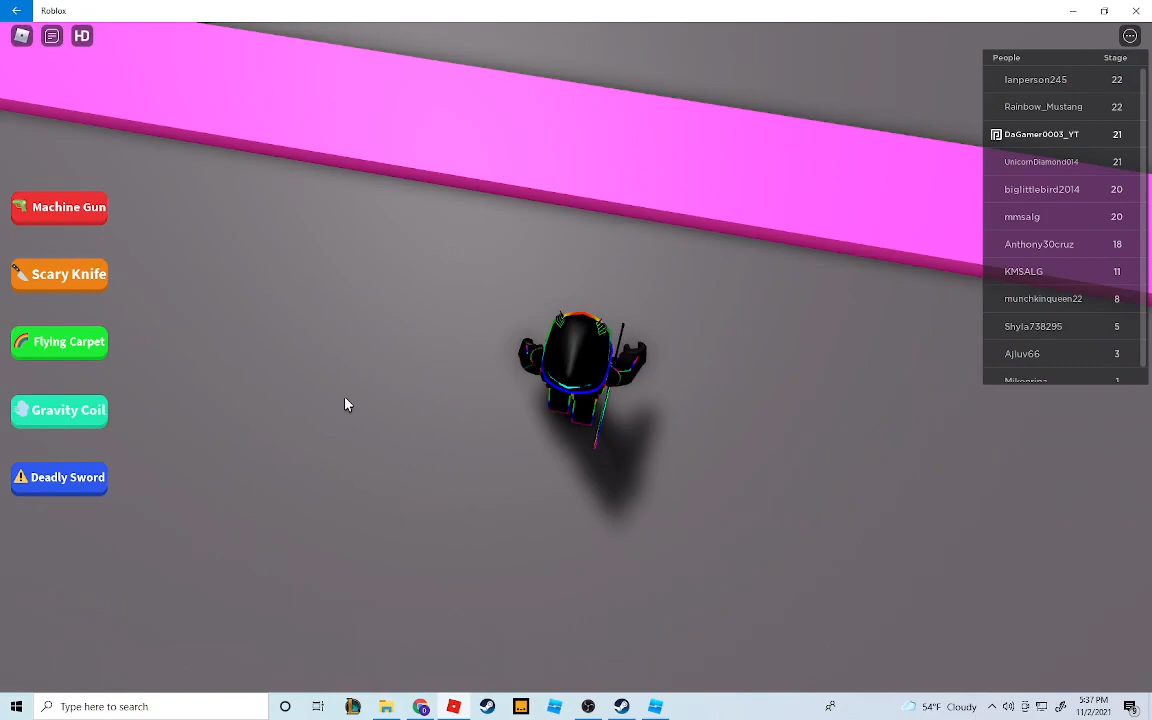 Roblox
HD
People Stage
Ianperson245 22
Rainbow_Mustang 22
DaGamer0003_YT 21
UnicornDiamond014 21
biglittlebird2014 20
mmsalg 20
Anthony30cruz 18
KMSALG 11
munchkinqueen22 8
Shyla738295 5
AJluv66 3
Machine Gun
Scary Knife
Flying Carpet
Gravity Coil
Deadly Sword
Type here to search
54°F Cloudy
5:37 PM
11/2/2021